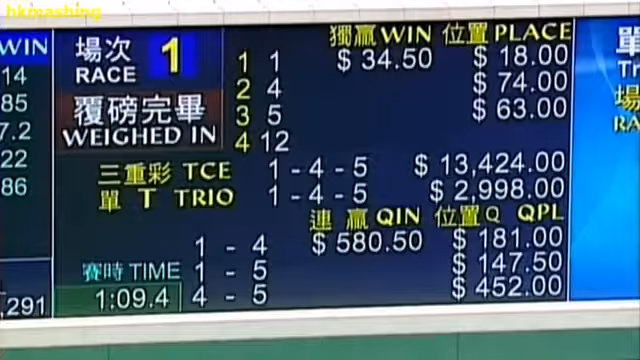 hkmashing
WIN
14
85
7.2
22
86
,291
場次 1
RACE
覆磅完畢
WEIGHED IN
獨贏 WIN 位置 PLACE
1 1 $ 34.50 $ 18.00
2 4 $ 74.00
3 5 $ 63.00
4 12
三重彩 TCE 1 - 4 - 5 $ 13,424.00
單 T TRIO 1 - 4 - 5 $ 2,998.00
連 贏 QIN 位置 Q QPL
1 - 4 $ 580.50 $ 181.00
賽時 TIME 1 - 5 $ 147.50
1:09.4 4 - 5 $ 452.00
單
Tr
場
RA